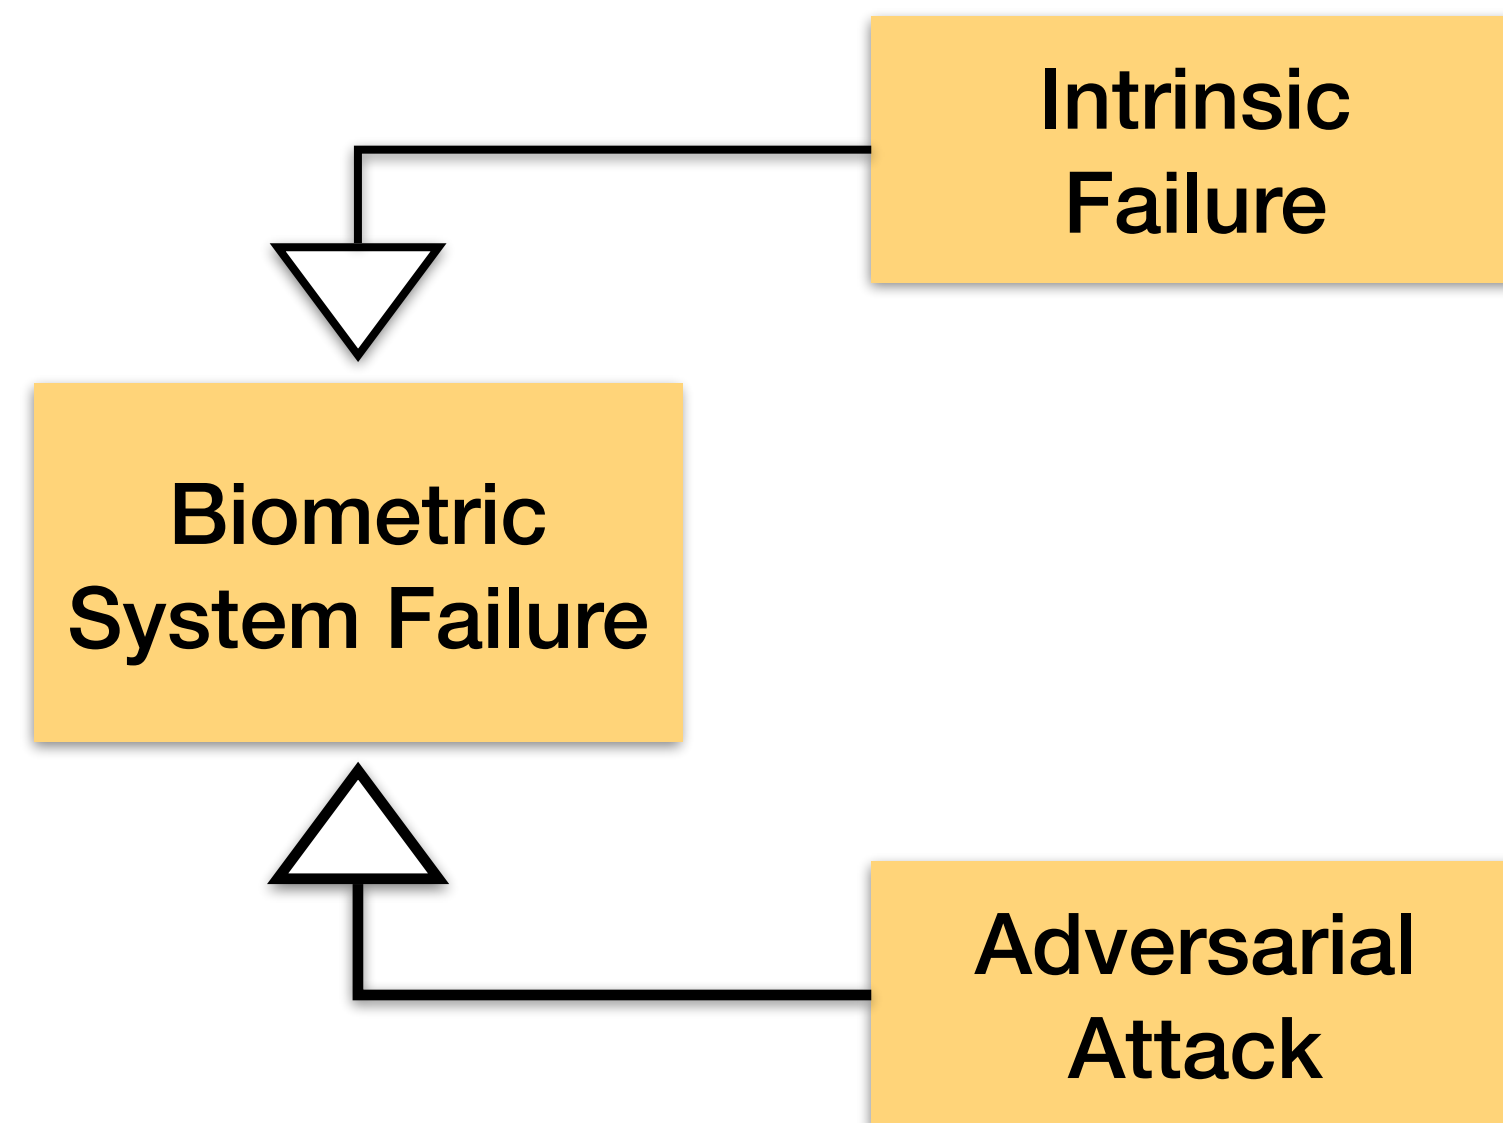 Intrinsic
Failure
Biometric
System Failure
Adversarial
Attack